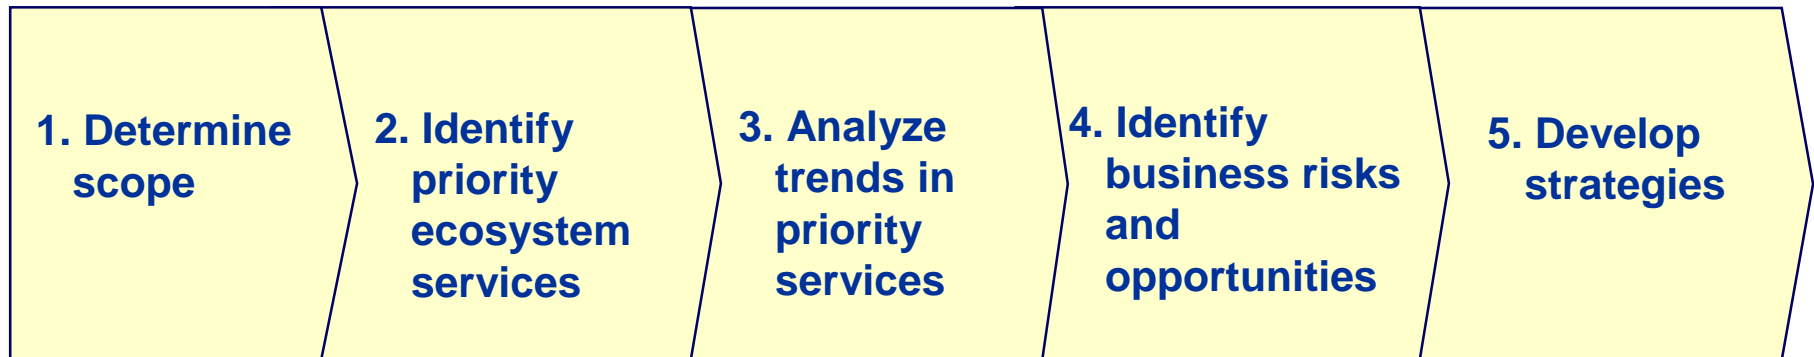 1. Determine
scope
2. Identify
priority
ecosystem
services
3. Analyze
trends in
priority
services
4. Identify
business risks
and
opportunities
5. Develop
strategies